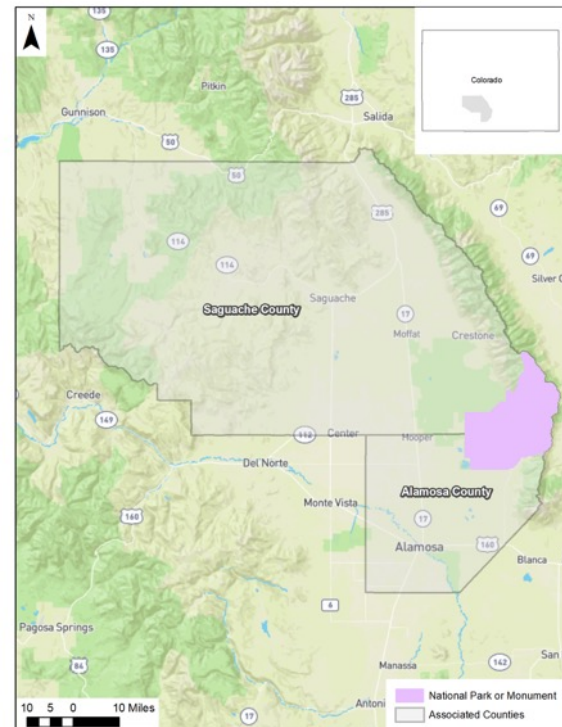 N
135
135
Pitkin
285
Salida
Gunnison
50
Colorado
50
69
285
114
69
114
Saguache
Silver C
Saguache County
17
Moffat
Crestone
Creede
149
112
Center
Hooper
Del Norte
Alamosa County
Monte Vista
17
160
Alamosa
160
Blanca
6
Pagosa Springs
84
Manassa
142
San
Antoni
17
National Park or Monument
Associated Counties
10 5 0 10 Miles